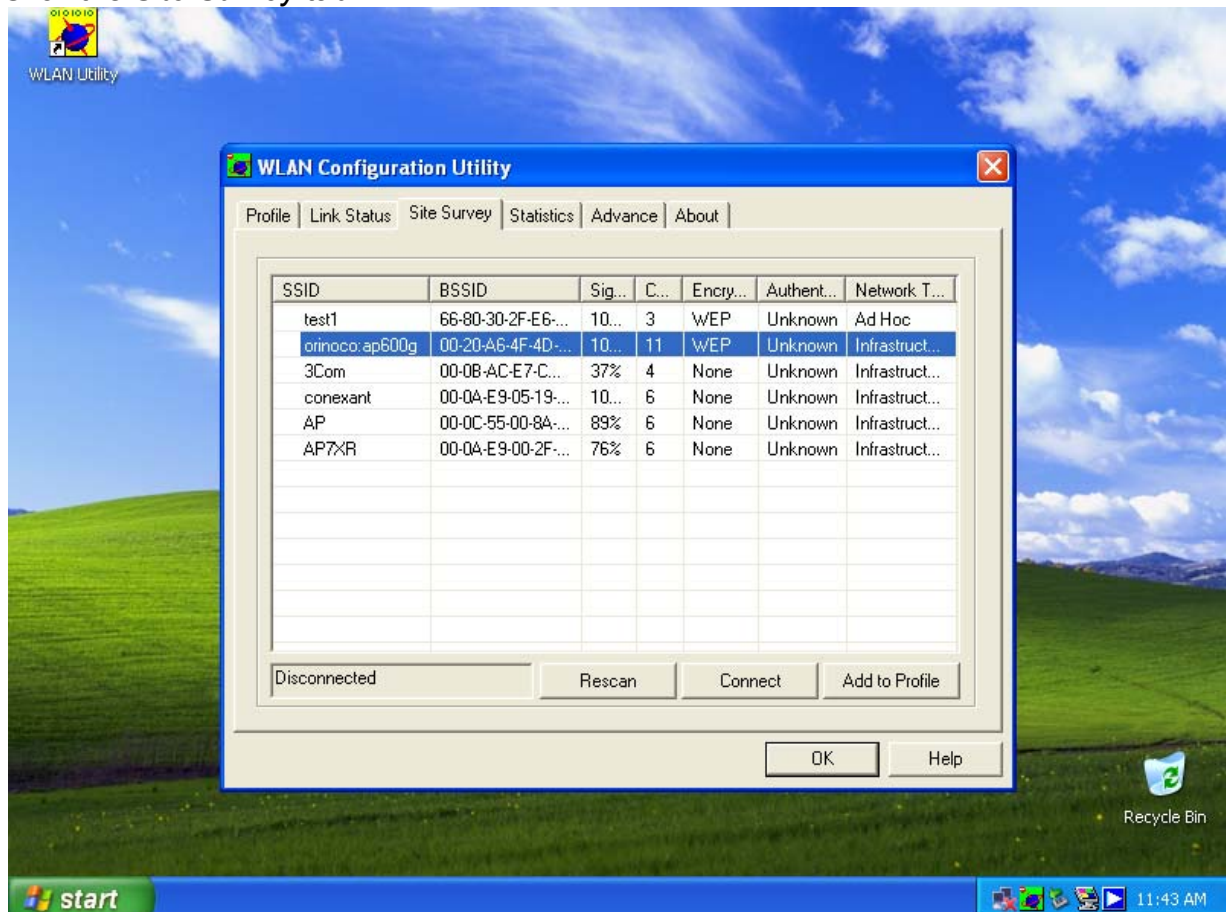 010101010
WLAN Utility
WLAN Configuration Utility
Profile Link Status Site Survey Statistics Advance About
SSID BSSID Sig... C... Encry... Authent... Network T...
test1 66-80-30-2F-E6-... 10... 3 WEP Unknown Ad Hoc
orinoco:ap600g 00-20-A6-4F-4D-... 10... 11 WEP Unknown Infrastruct...
3Com 00-0B-AC-E7-C... 37% 4 None Unknown Infrastruct...
conexant 00-0A-E9-05-19-... 10... 6 None Unknown Infrastruct...
AP 00-0C-55-00-8A-... 89% 6 None Unknown Infrastruct...
AP7XR 00-0A-E9-00-2F-... 76% 6 None Unknown Infrastruct...
Disconnected Rescan Connect Add to Profile
OK Help
Recycle Bin
start 11:43 AM